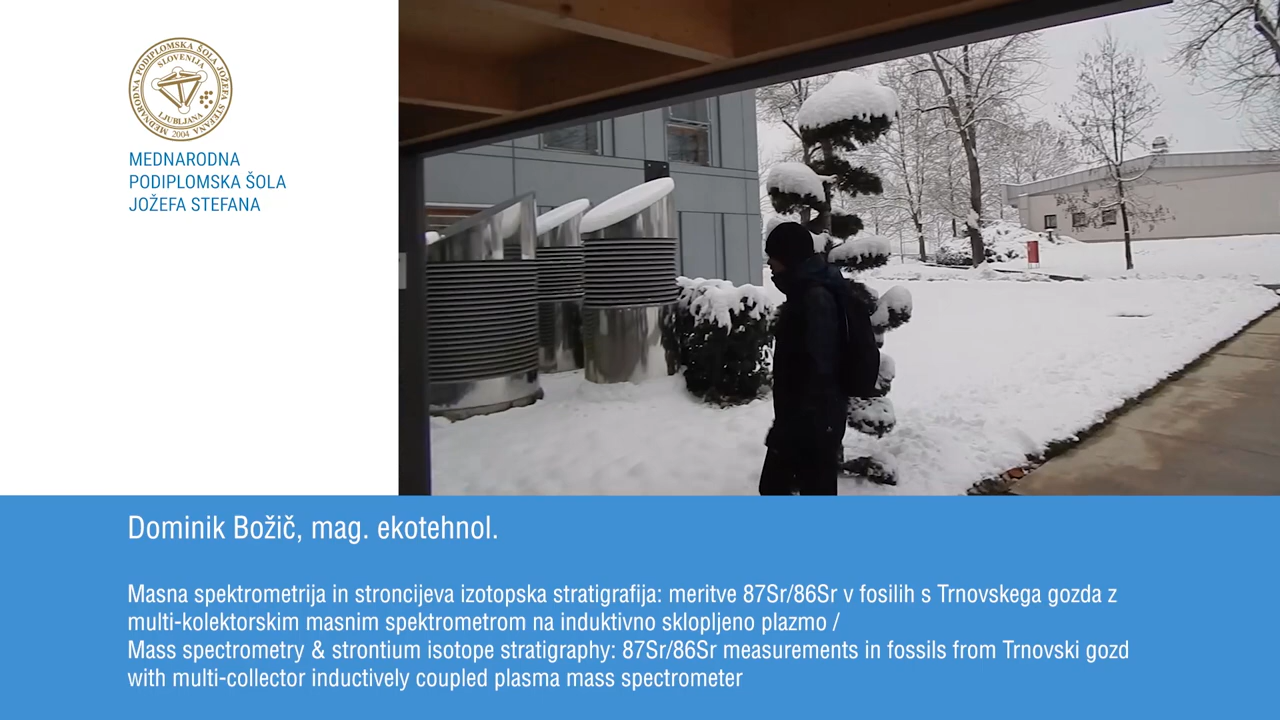 MEDNARODNA PODIPLOMSKA ŠOLA JOŽEFA STEFANA
SLOVENIJA
LJUBLJANA
2004
MEDNARODNA
PODIPLOMSKA ŠOLA
JOŽEFA STEFANA
Dominik Božič, mag. ekotehnol.
Masna spektrometrija in stroncijeva izotopska stratigrafija: meritve 87Sr/86Sr v fosilih s Trnovskega gozda z
multi-kolektorskim masnim spektrometrom na induktivno sklopljeno plazmo /
Mass spectrometry & strontium isotope stratigraphy: 87Sr/86Sr measurements in fossils from Trnovski gozd
with multi-collector inductively coupled plasma mass spectrometer